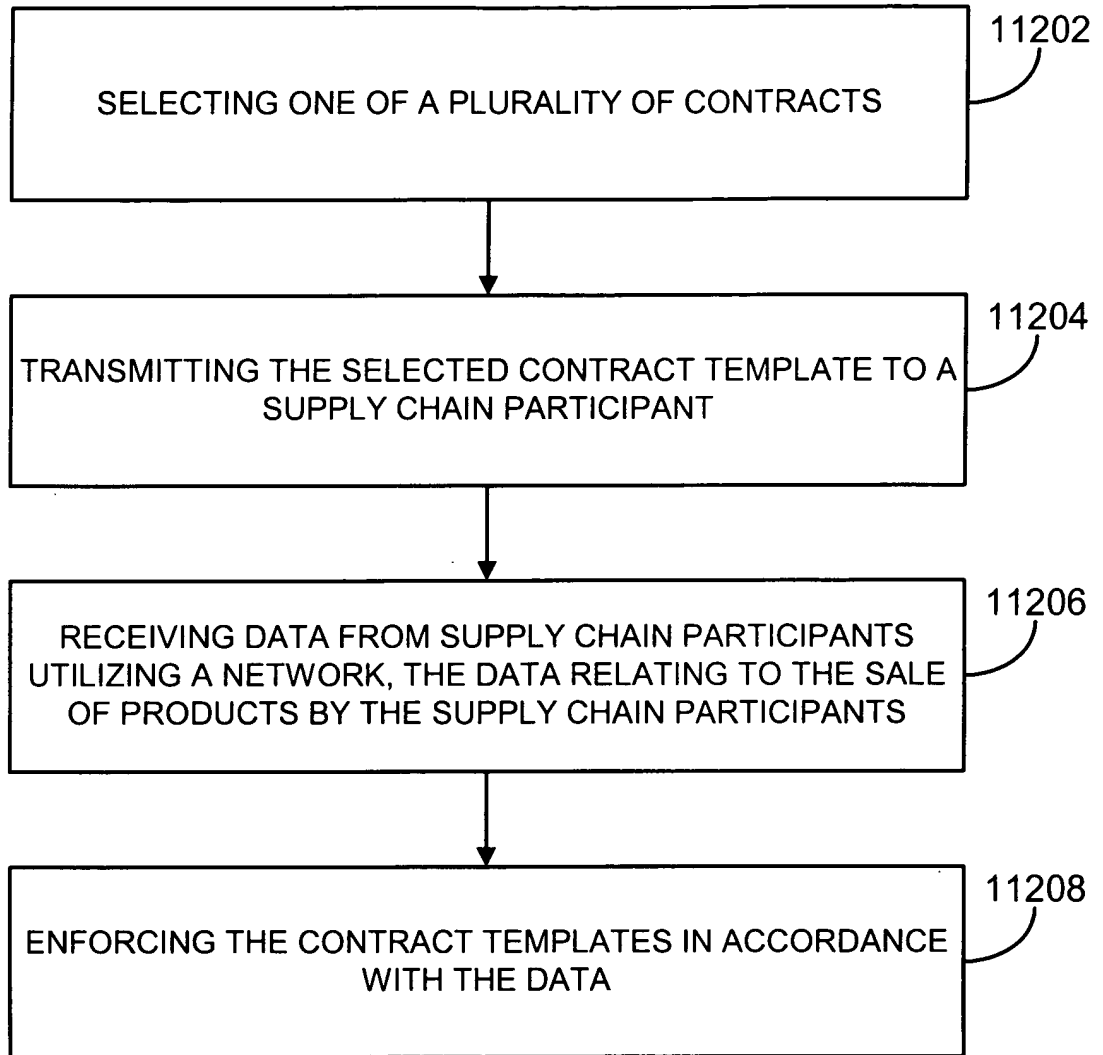 11202
SELECTING ONE OF A PLURALITY OF CONTRACTS
11204
TRANSMITTING THE SELECTED CONTRACT TEMPLATE TO A
SUPPLY CHAIN PARTICIPANT
11206
RECEIVING DATA FROM SUPPLY CHAIN PARTICIPANTS
UTILIZING A NETWORK, THE DATA RELATING TO THE SALE
OF PRODUCTS BY THE SUPPLY CHAIN PARTICIPANTS
11208
ENFORCING THE CONTRACT TEMPLATES IN ACCORDANCE
WITH THE DATA